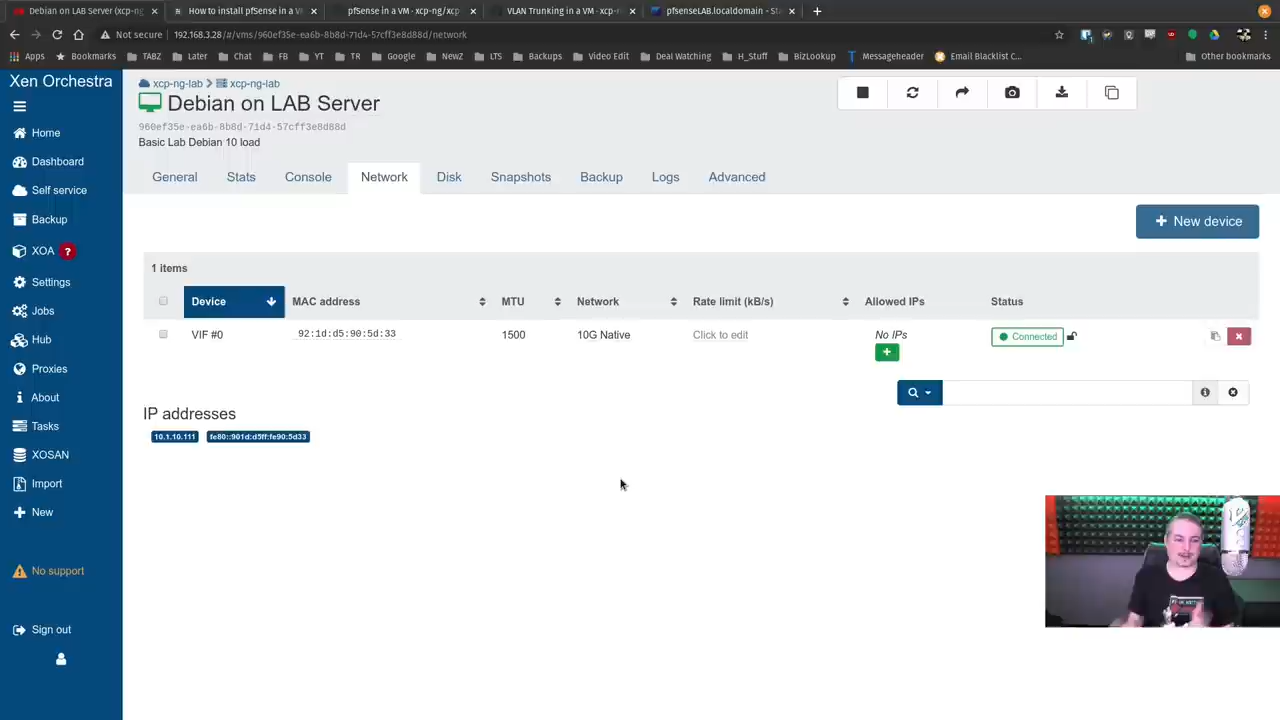 Debian on LAB Server (xcp-ng
How to install pfSense in a VM
pfSense in a VM - xcp-ng/xcp
VLAN Trunking in a VM - xcp-n
pfsenseLAB.localdomain - Sta
Not secure 192.168.3.28/#/vms/960ef35e-ea6b-8b8d-71d4-57cff3e8d88d/network
Apps Bookmarks TABZ Later Chat FB YT TR Google NewZ LTS Backups Video Edit Deal Watching H_Stuff BizLookup Messageheader Email Blacklist C... Other bookmarks
Xen Orchestra
Home
Dashboard
Self service
Backup
XOA ?
Settings
Jobs
Hub
Proxies
About
Tasks
XOSAN
Import
New
No support
Sign out
xcp-ng-lab xcp-ng-lab
Debian on LAB Server
960ef35e-ea6b-8b8d-71d4-57cff3e8d88d
Basic Lab Debian 10 load
General Stats Console Network Disk Snapshots Backup Logs Advanced
New device
1 items
Device MAC address MTU Network Rate limit (kB/s) Allowed IPs Status
VIF #0 92:1d:d5:90:5d:33 1500 10G Native Click to edit No IPs Connected
IP addresses
10.1.10.111 fe80::901d:d5ff:fe90:5d33